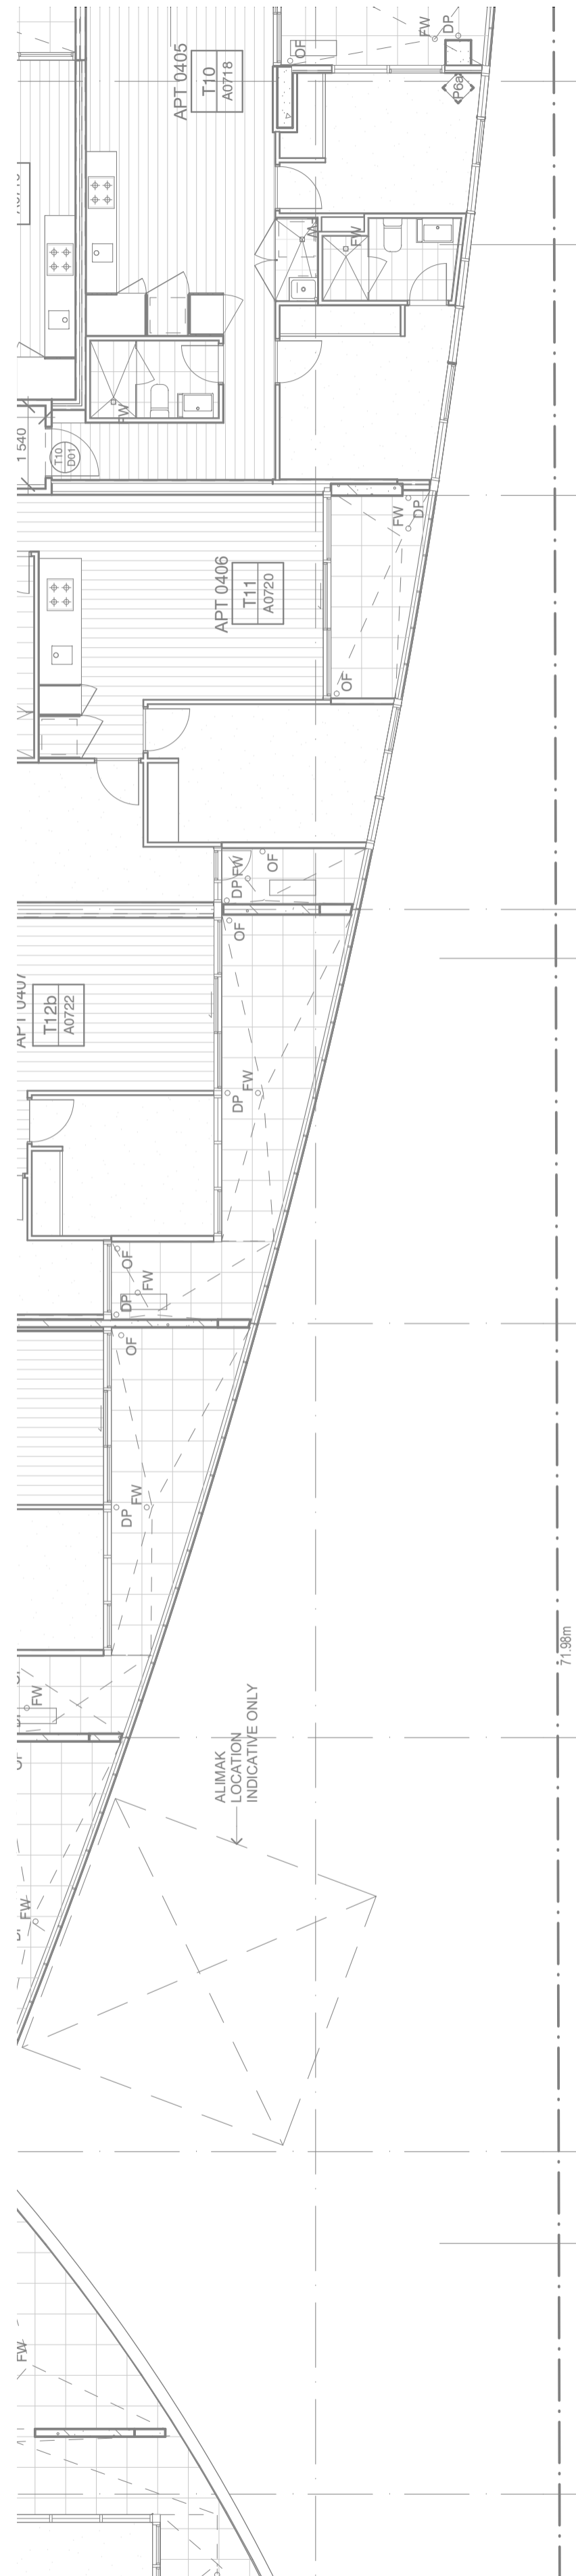 FW
DP
OF
APT 0405
T10
A0718
P6a
FW
1 540
T10
D01
FW
DP
APT 0406
T11
A0720
OF
OF
DP FW
OF
T12b
A0722
DP FW
OF
DP FW
OF
DP FW
FW
71.98m
ALIMAK
LOCATION
INDICATIVE ONLY
FW
FW